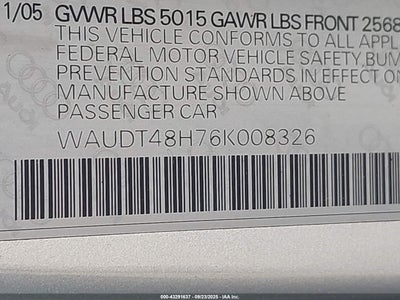 1/05 GVWR LBS 5015 GAWR LBS FRONT 2568
THIS VEHICLE CONFORMS TO ALL APPL
FEDERAL MOTOR VEHICLE SAFETY, BUM
PREVENTION STANDARDS IN EFFECT ON
MANUFACTURE SHOWN ABOVE
PASSENGER CAR
WAUDT48H76K008326
Audi
000-43291637 - 09/23/2025 - IAA Inc.